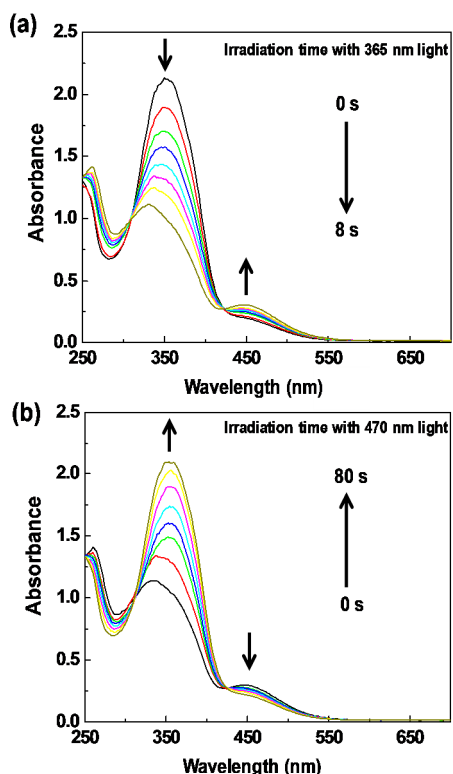 (a)
Irradiation time with 365 nm light
0 s
8 s
2.5
2.0
1.5
1.0
0.5
0.0
Absorbance
250 350 450 550 650
Wavelength (nm)
(b)
Irradiation time with 470 nm light
80 s
0 s
2.5
2.0
1.5
1.0
0.5
0.0
Absorbance
250 350 450 550 650
Wavelength (nm)